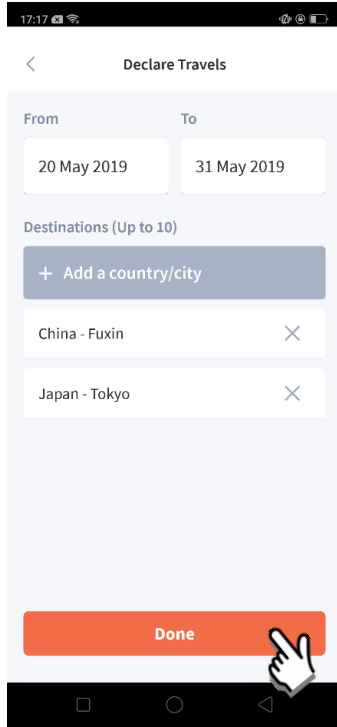 17:17
Declare Travels
From To
20 May 2019 31 May 2019
Destinations (Up to 10)
+ Add a country/city
China - Fuxin
Japan - Tokyo
Done